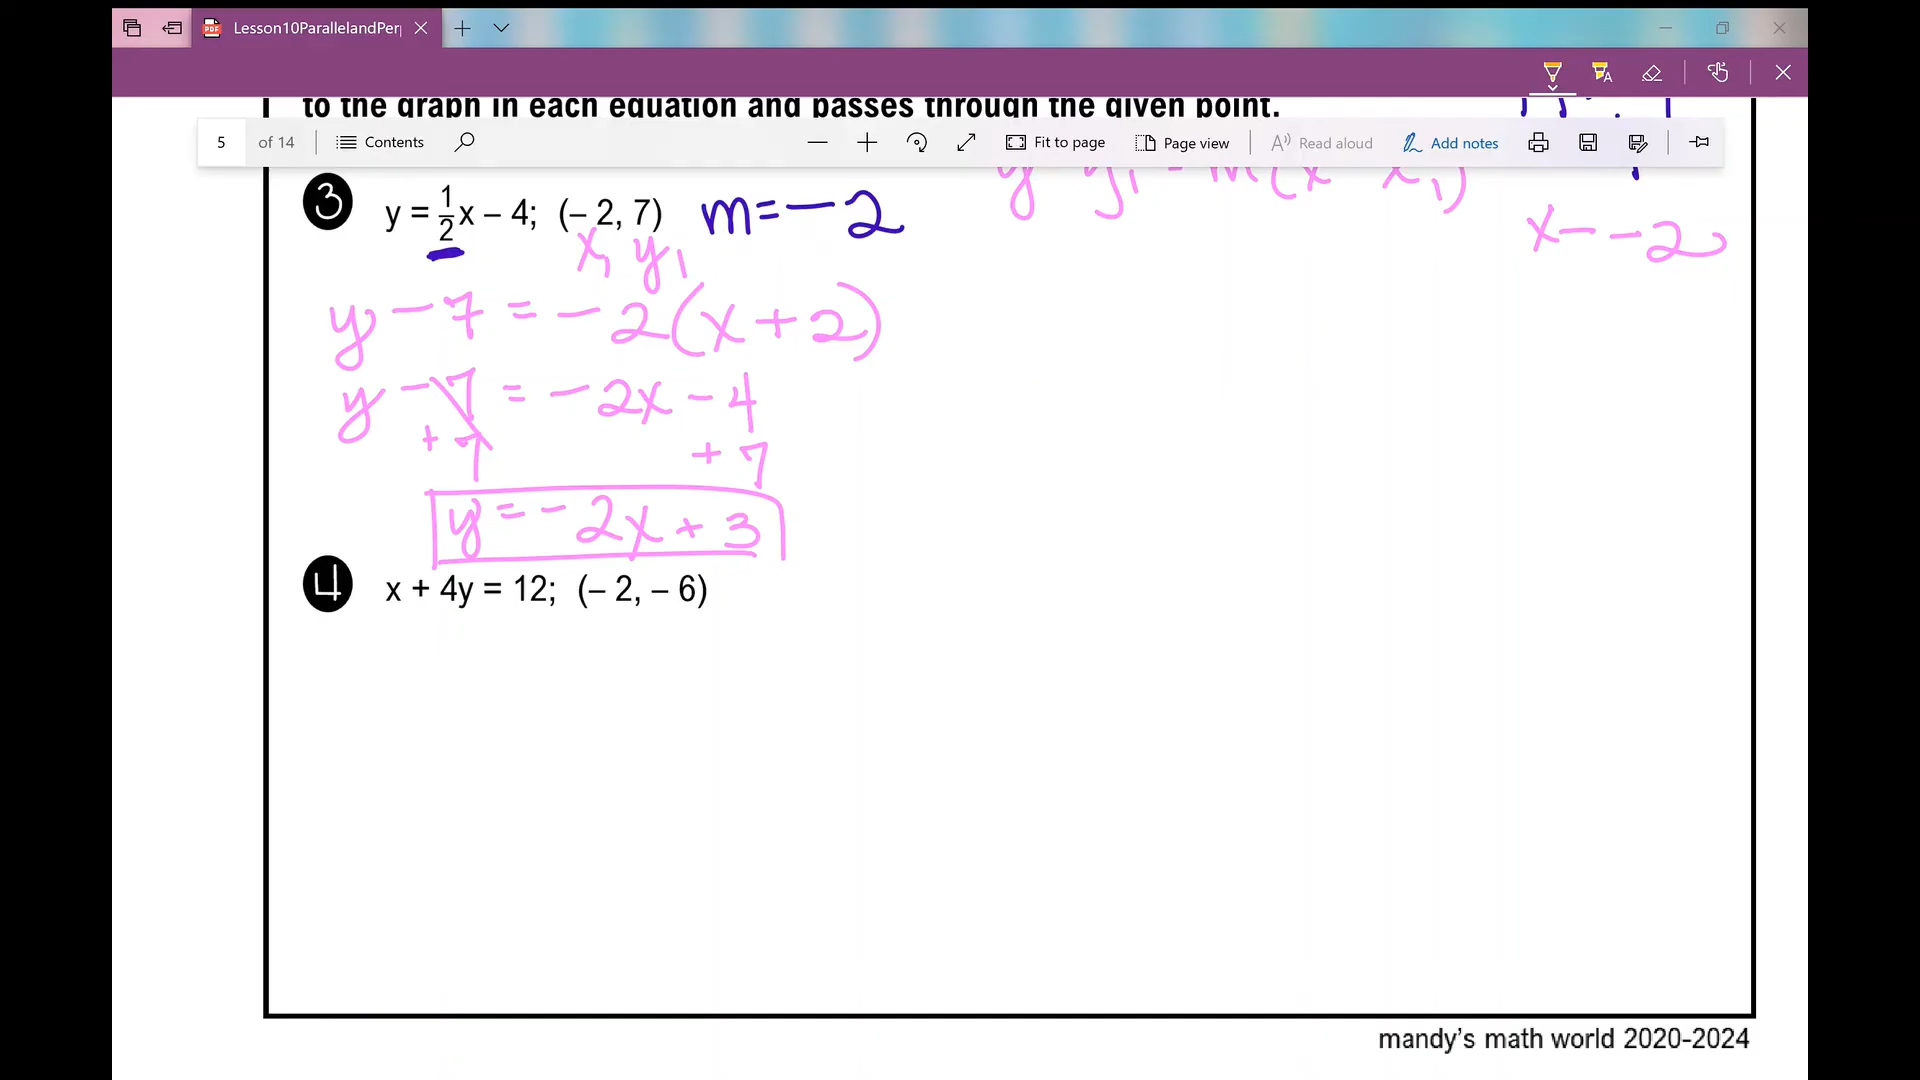 Lesson10ParallelandPer
to the graph in each equation and passes through the given point.
5 of 14 Contents Fit to page Page view Read aloud Add notes
y - y₁ = m(x - x₁)
3 y = 1/2x – 4; (– 2, 7) m = -2
x - -2
x₁ y₁
y - 7 = -2(x + 2)
y - 7 = -2x - 4
+ 7 + 7
y = -2x + 3
4 x + 4y = 12; (– 2, – 6)
mandy's math world 2020-2024